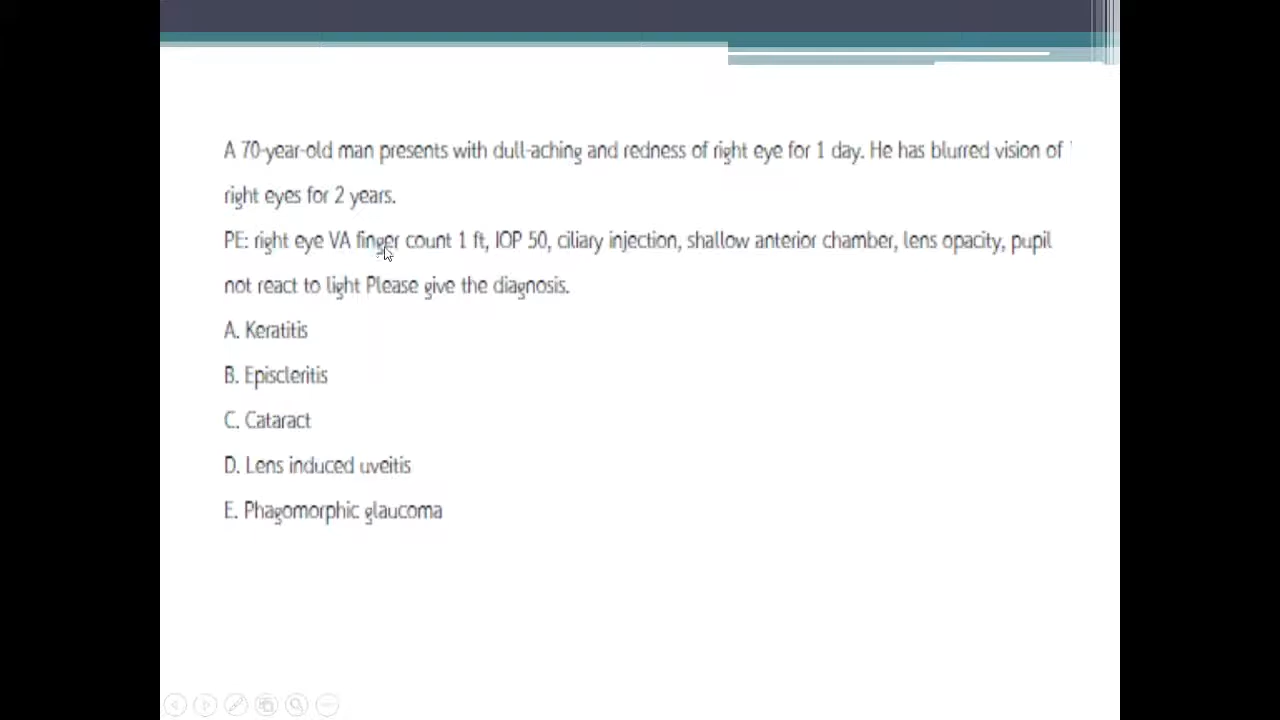 A 70-year-old man presents with dull-aching and redness of right eye for 1 day. He has blurred vision of
right eyes for 2 years.
PE: right eye VA finger count 1 ft, IOP 50, ciliary injection, shallow anterior chamber, lens opacity, pupil
not react to light Please give the diagnosis.
A. Keratitis
B. Episcleritis
C. Cataract
D. Lens induced uveitis
E. Phagomorphic glaucoma